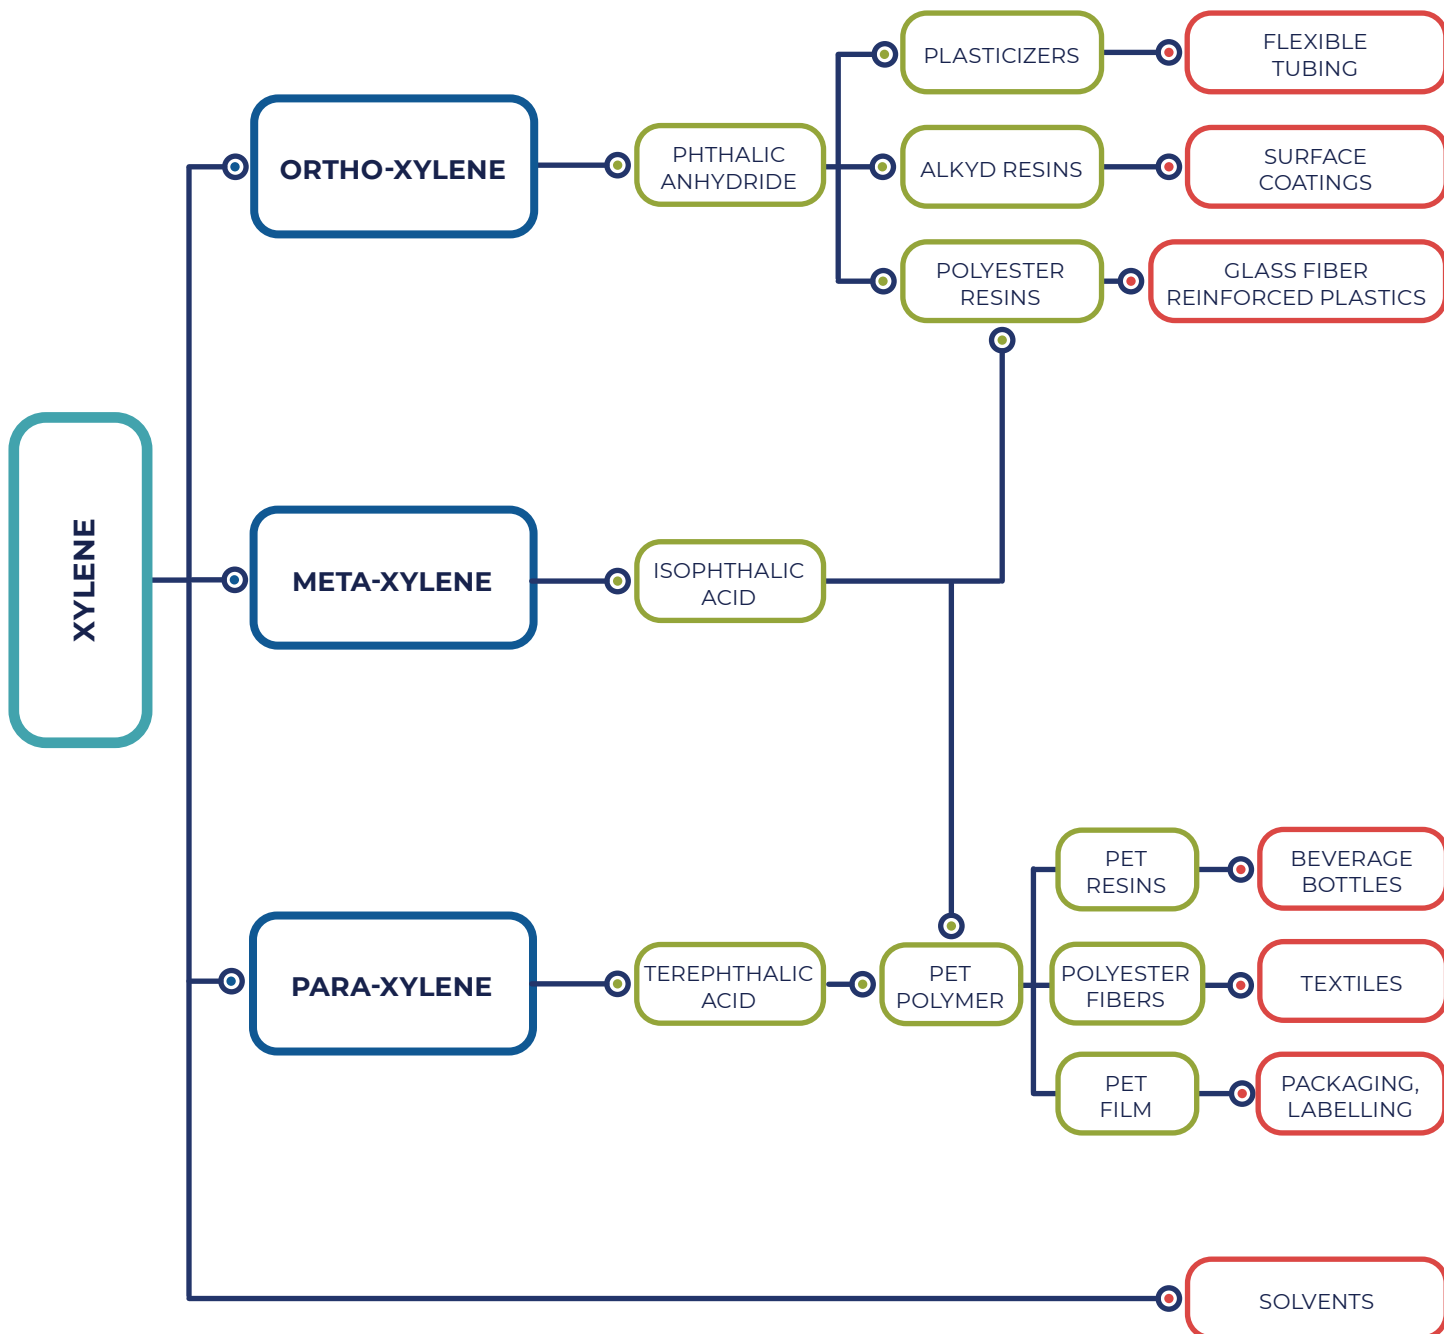 XYLENE
ORTHO-XYLENE
PHTHALIC
ANHYDRIDE
PLASTICIZERS
FLEXIBLE
TUBING
ALKYD RESINS
SURFACE
COATINGS
POLYESTER
RESINS
GLASS FIBER
REINFORCED PLASTICS
META-XYLENE
ISOPHTHALIC
ACID
PARA-XYLENE
TEREPHTHALIC
ACID
PET
POLYMER
PET
RESINS
BEVERAGE
BOTTLES
POLYESTER
FIBERS
TEXTILES
PET
FILM
PACKAGING,
LABELLING
SOLVENTS